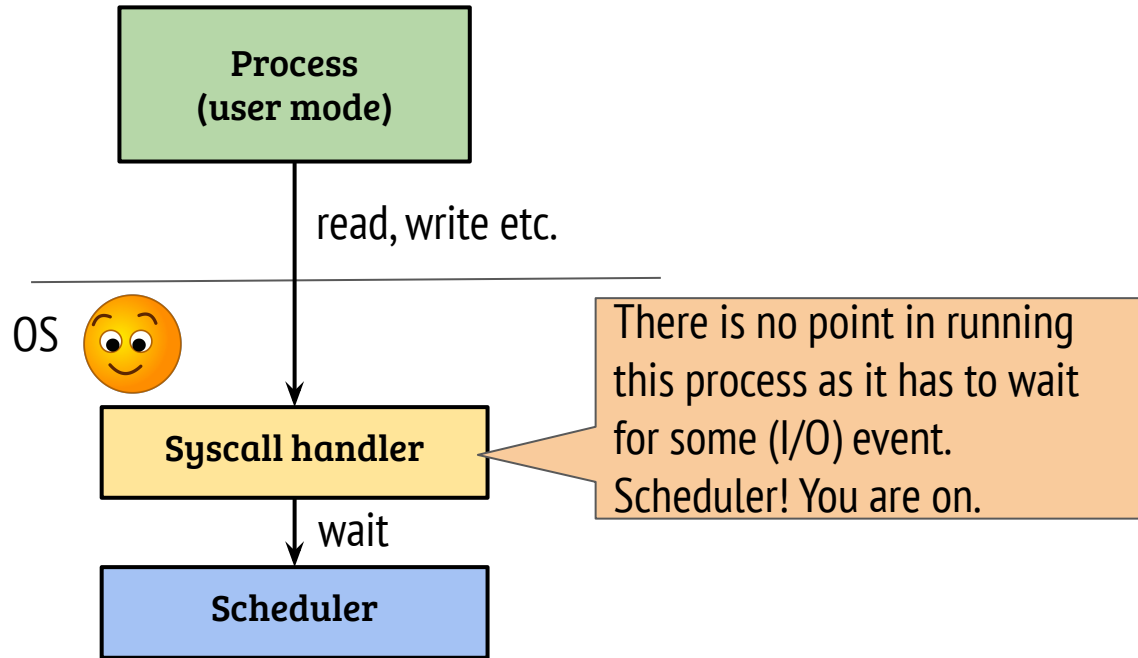 Process
(user mode)
read, write etc.
OS
There is no point in running
this process as it has to wait
for some (I/O) event.
Scheduler! You are on.
Syscall handler
wait
Scheduler